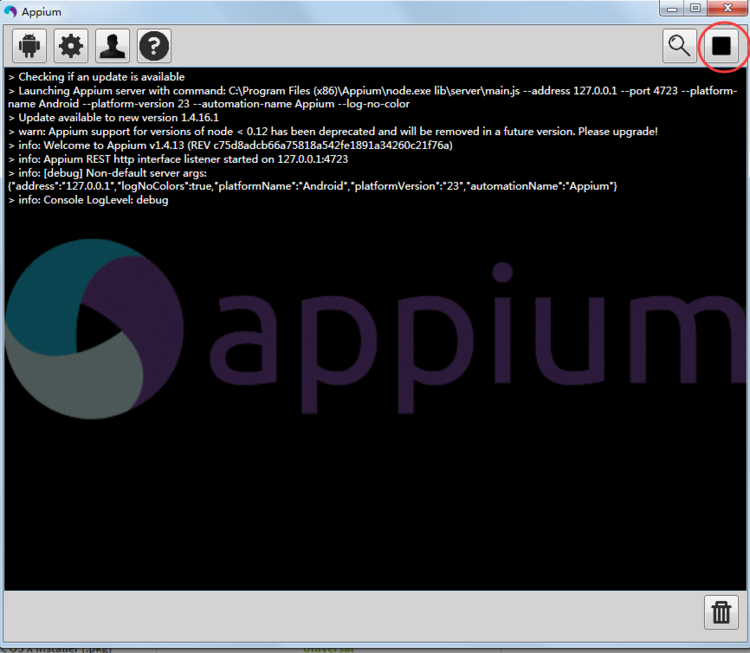 Appium
> Checking if an update is available
> Launching Appium server with command: C:\Program Files (x86)\Appium\node.exe lib\server\main.js --address 127.0.0.1 --port 4723 --platform-
name Android --platform-version 23 --automation-name Appium --log-no-color
> Update available to new version 1.4.16.1
> warn: Appium support for versions of node < 0.12 has been deprecated and will be removed in a future version. Please upgrade!
> info: Welcome to Appium v1.4.13 (REV c75d8adcb66a75818a542fe1891a34260c21f76a)
> info: Appium REST http interface listener started on 127.0.0.1:4723
> info: [debug] Non-default server args:
{"address":"127.0.0.1","logNoColors":true,"platformName":"Android","platformVersion":"23","automationName":"Appium"}
> info: Console LogLevel: debug
appium